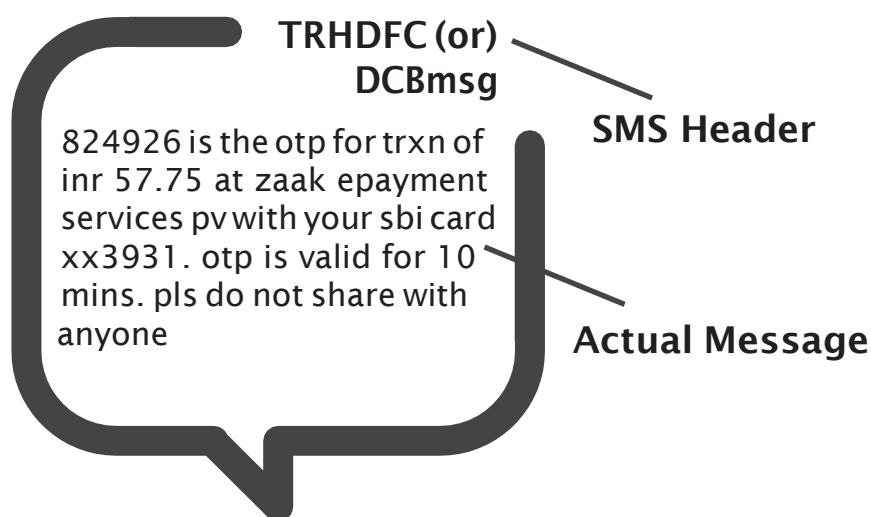 TRHDFC (or)
DCBmsg
SMS Header
824926 is the otp for trxn of
inr 57.75 at zaak epayment
services pv with your sbi card
xx3931. otp is valid for 10
mins. pls do not share with
anyone
Actual Message